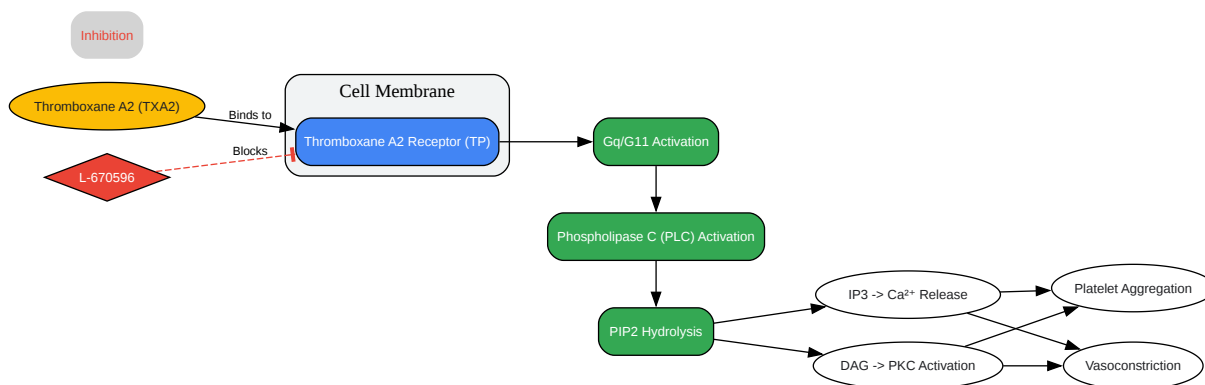 Inhibition
Cell Membrane
Thromboxane A2 (TXA2)
Binds to
Thromboxane A2 Receptor (TP)
Gq/G11 Activation
Blocks
L-670596
Phospholipase C (PLC) Activation
PIP2 Hydrolysis
IP3 -> Ca²⁺ Release
Platelet Aggregation
DAG -> PKC Activation
Vasoconstriction